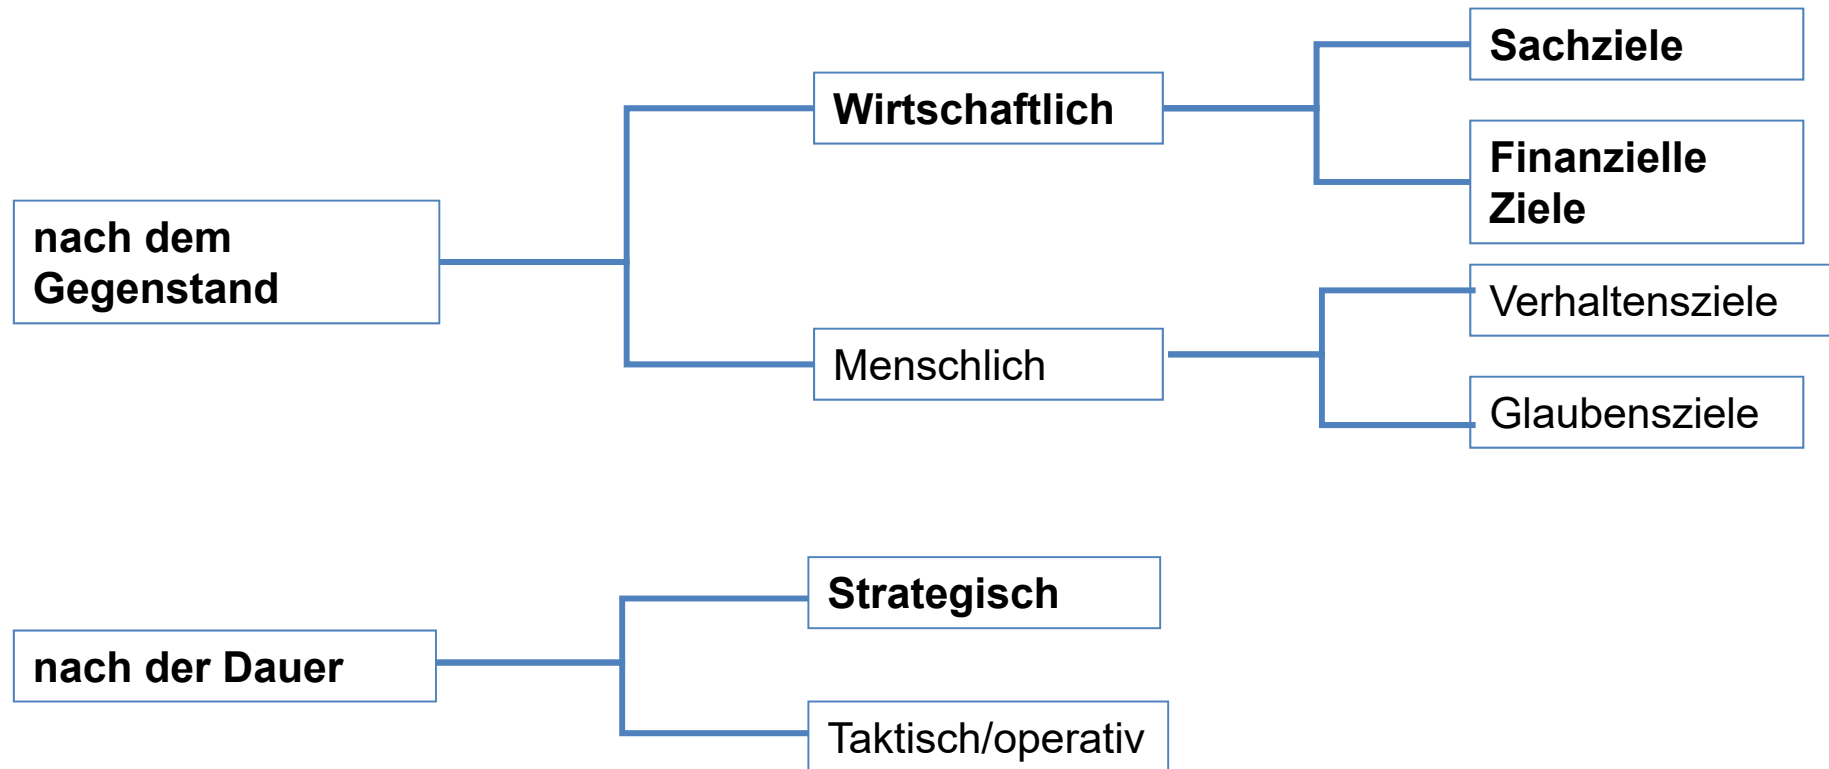 Sachziele
Wirtschaftlich
Finanzielle
Ziele
nach dem
Gegenstand
Verhaltensziele
Menschlich
Glaubensziele
Strategisch
nach der Dauer
Taktisch/operativ